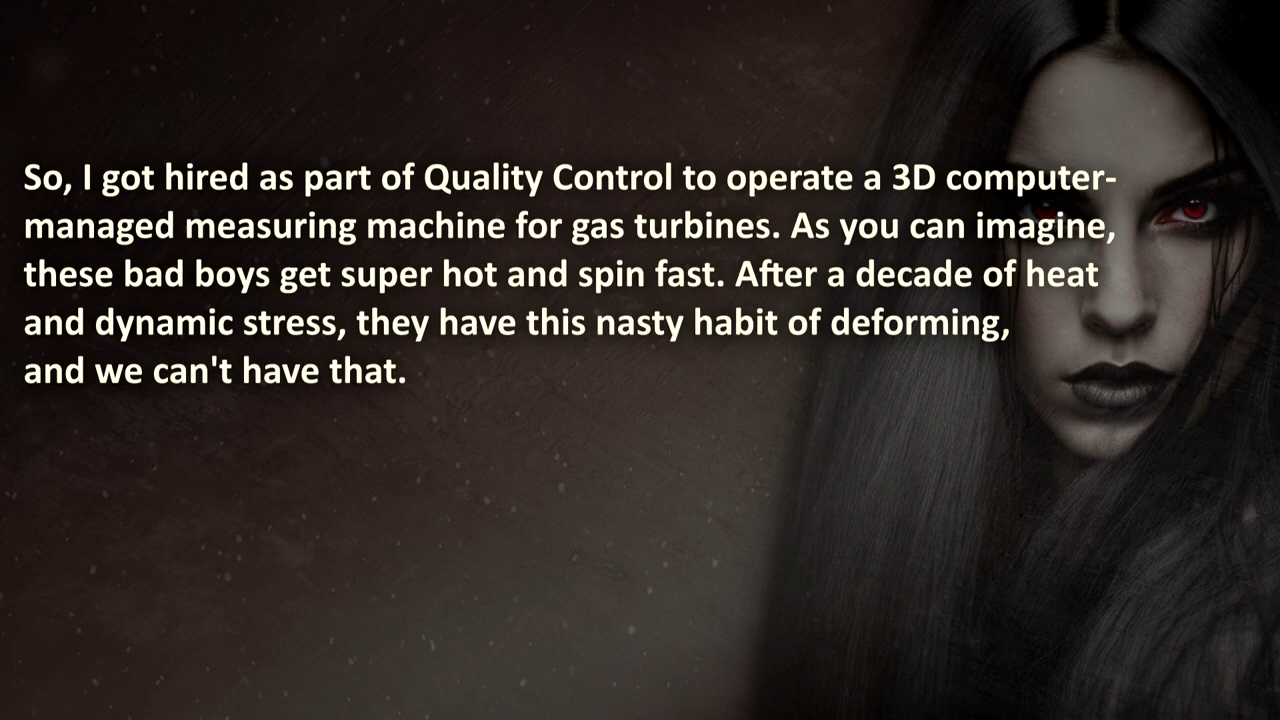 So, I got hired as part of Quality Control to operate a 3D computer-
managed measuring machine for gas turbines. As you can imagine,
these bad boys get super hot and spin fast. After a decade of heat
and dynamic stress, they have this nasty habit of deforming,
and we can't have that.